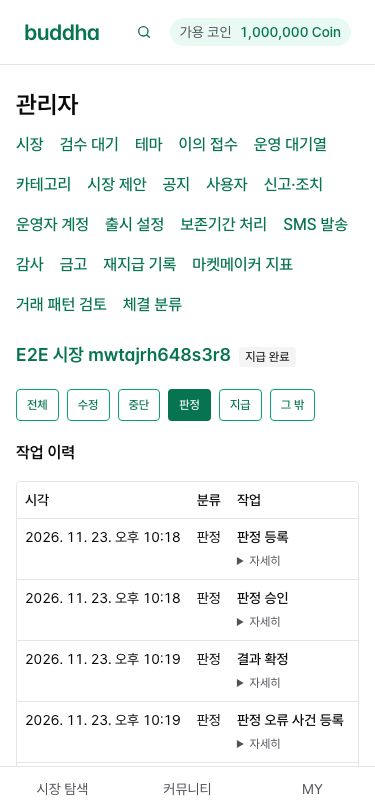 buddha 가용 코인 1,000,000 Coin
관리자
시장 검수 대기 테마 이의 접수 운영 대기열
카테고리 시장 제안 공지 사용자 신고·조치
운영자 계정 출시 설정 보존기간 처리 SMS 발송
감사 금고 재지급 기록 마켓메이커 지표
거래 패턴 검토 체결 분류
E2E 시장 mwtajrh648s3r8 지급 완료
전체 수정 중단 판정 지급 그 밖
작업 이력
시각 분류 작업
2026. 11. 23. 오후 10:18 판정 판정 등록
▶ 자세히
2026. 11. 23. 오후 10:18 판정 판정 승인
▶ 자세히
2026. 11. 23. 오후 10:19 판정 결과 확정
▶ 자세히
2026. 11. 23. 오후 10:19 판정 판정 오류 사건 등록
▶ 자세히
시장 탐색 커뮤니티 MY